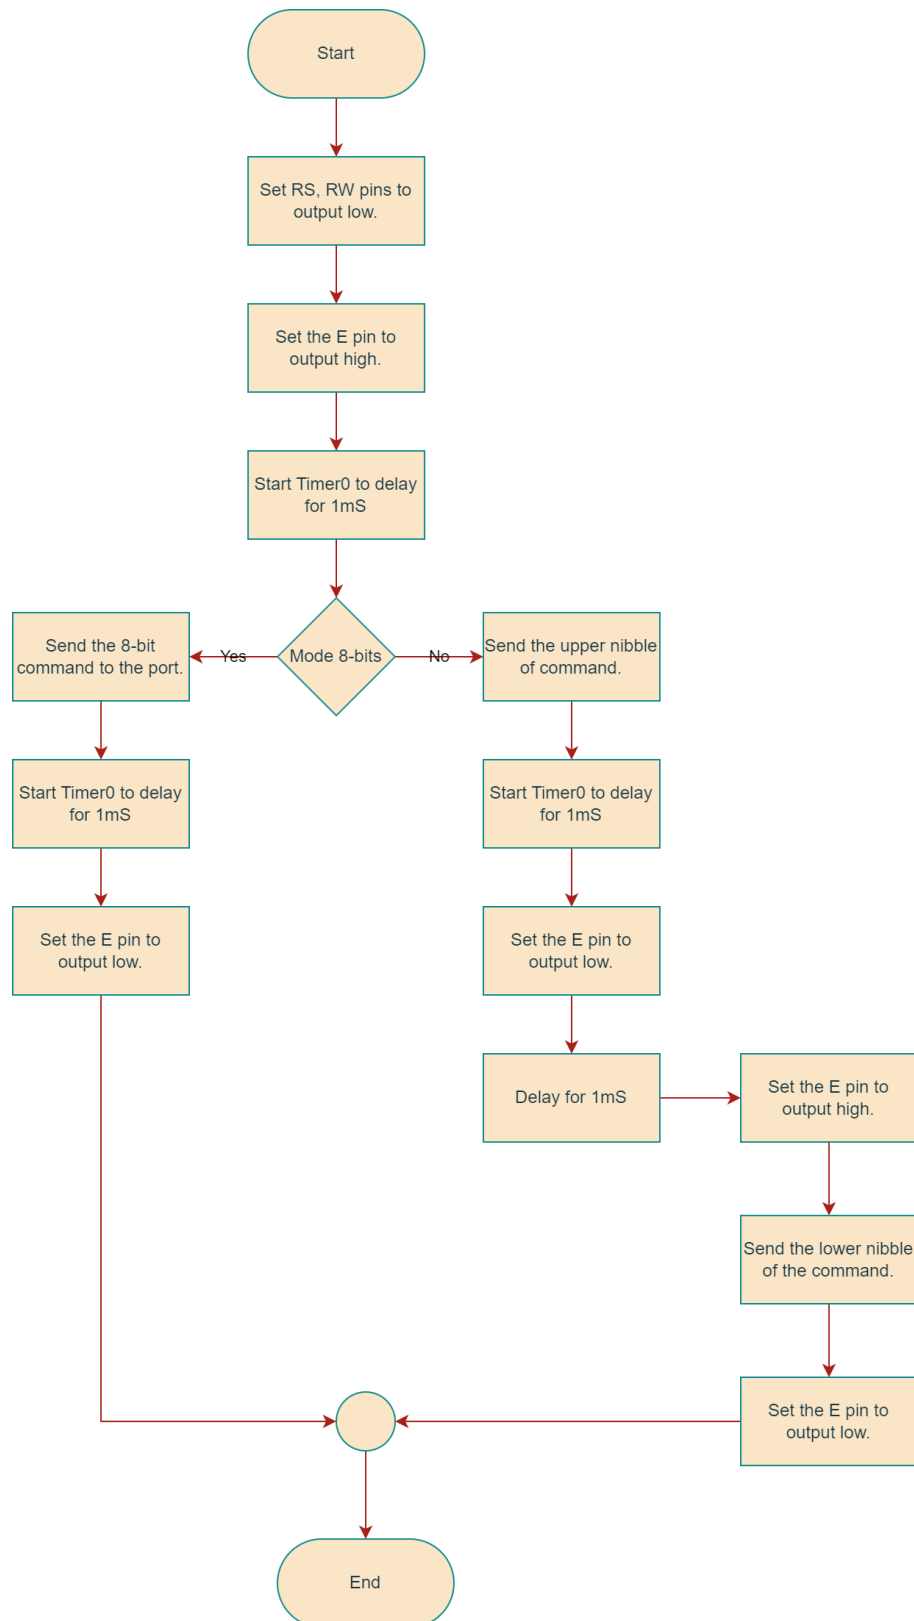 Start
Set RS, RW pins to
output low.
Set the E pin to
output high.
Start Timer0 to delay
for 1mS
Mode 8-bits
Yes
No
Send the 8-bit
command to the port.
Start Timer0 to delay
for 1mS
Set the E pin to
output low.
Send the upper nibble
of command.
Start Timer0 to delay
for 1mS
Set the E pin to
output low.
Delay for 1mS
Set the E pin to
output high.
Send the lower nibble
of the command.
Set the E pin to
output low.
End